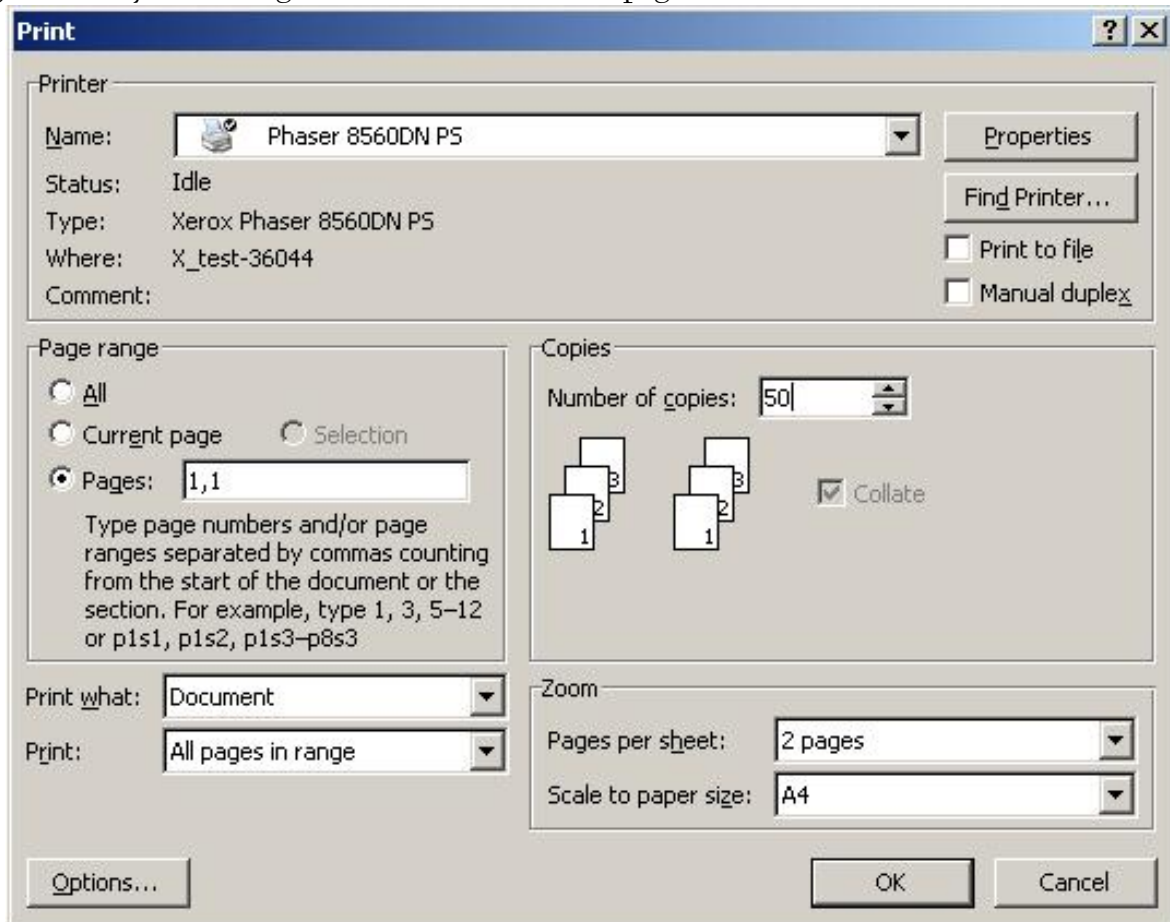 Print
Printer
Name: Phaser 8560DN PS Properties
Status: Idle
Find Printer...
Type: Xerox Phaser 8560DN PS
Where: X_test-36044 Print to file
Comment: Manual duplex
Page range
All
Current page Selection
Pages: 1,1
Type page numbers and/or page
ranges separated by commas counting
from the start of the document or the
section. For example, type 1, 3, 5–12
or p1s1, p1s2, p1s3–p8s3
Copies
Number of copies: 50
3 3
2 2 Collate
1 1
Print what: Document
Print: All pages in range
Zoom
Pages per sheet: 2 pages
Scale to paper size: A4
Options... OK Cancel